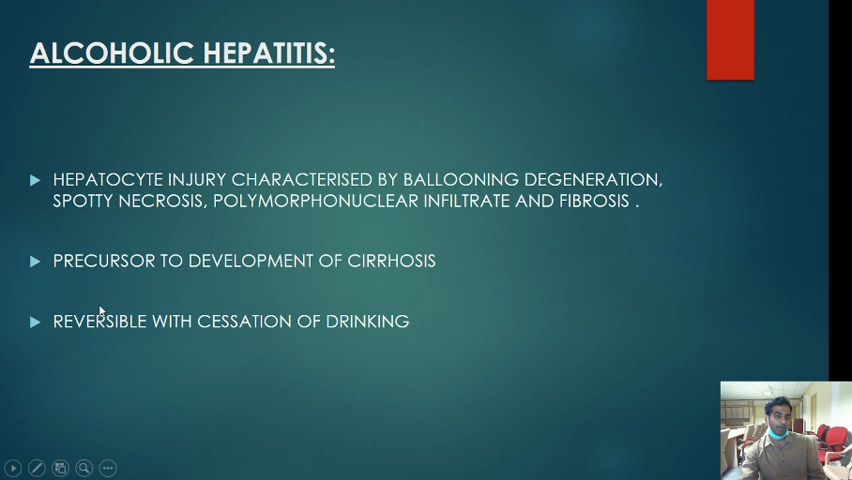 ALCOHOLIC HEPATITIS:
HEPATOCYTE INJURY CHARACTERISED BY BALLOONING DEGENERATION,
SPOTTY NECROSIS, POLYMORPHONUCLEAR INFILTRATE AND FIBROSIS .
PRECURSOR TO DEVELOPMENT OF CIRRHOSIS
REVERSIBLE WITH CESSATION OF DRINKING